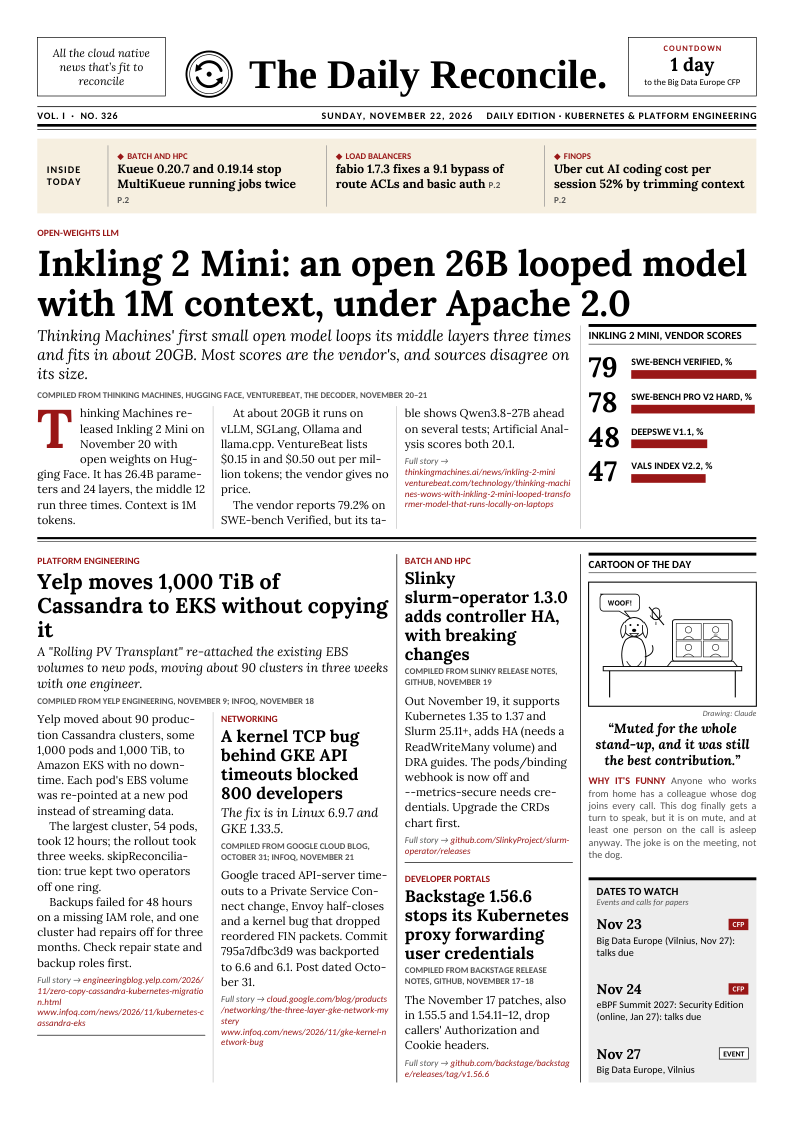 All the cloud native
news that's fit to
reconcile
The Daily Reconcile.
COUNTDOWN
1 day
to the Big Data Europe CFP
VOL. I · NO. 326
SUNDAY, NOVEMBER 22, 2026
DAILY EDITION · KUBERNETES & PLATFORM ENGINEERING
INSIDE
TODAY
◆ BATCH AND HPC
Kueue 0.20.7 and 0.19.14 stop
MultiKueue running jobs twice
P.2
◆ LOAD BALANCERS
fabio 1.7.3 fixes a 9.1 bypass of
route ACLs and basic auth P.2
◆ FINOPS
Uber cut AI coding cost per
session 52% by trimming context
P.2
OPEN-WEIGHTS LLM
Inkling 2 Mini: an open 26B looped model
with 1M context, under Apache 2.0
Thinking Machines' first small open model loops its middle layers three times
and fits in about 20GB. Most scores are the vendor's, and sources disagree on
its size.
COMPILED FROM THINKING MACHINES, HUGGING FACE, VENTUREBEAT, THE DECODER, NOVEMBER 20–21
Thinking Machines re-
leased Inkling 2 Mini on
November 20 with
open weights on Hug-
ging Face. It has 26.4B parame-
ters and 24 layers, the middle 12
run three times. Context is 1M
tokens.
At about 20GB it runs on
vLLM, SGLang, Ollama and
llama.cpp. VentureBeat lists
$0.15 in and $0.50 out per mil-
lion tokens; the vendor gives no
price.
The vendor reports 79.2% on
SWE-bench Verified, but its ta-
ble shows Qwen3.8-27B ahead
on several tests; Artificial Anal-
ysis scores both 20.1.
Full story →
thinkingmachines.ai/news/inkling-2-mini
venturebeat.com/technology/thinking-machi
nes-wows-with-inkling-2-mini-looped-transfo
rmer-model-that-runs-locally-on-laptops
INKLING 2 MINI, VENDOR SCORES
79 SWE-BENCH VERIFIED, %
78 SWE-BENCH PRO V2 HARD, %
48 DEEPSWE V1.1, %
47 VALS INDEX V2.2, %
PLATFORM ENGINEERING
Yelp moves 1,000 TiB of
Cassandra to EKS without copying
it
A "Rolling PV Transplant" re-attached the existing EBS
volumes to new pods, moving about 90 clusters in three weeks
with one engineer.
COMPILED FROM YELP ENGINEERING, NOVEMBER 9; INFOQ, NOVEMBER 18
Yelp moved about 90 produc-
tion Cassandra clusters, some
1,000 pods and 1,000 TiB, to
Amazon EKS with no down-
time. Each pod's EBS volume
was re-pointed at a new pod
instead of streaming data.
The largest cluster, 54 pods,
took 12 hours; the rollout took
three weeks. skipReconcilia-
tion: true kept two operators
off one ring.
Backups failed for 48 hours
on a missing IAM role, and one
cluster had repairs off for three
months. Check repair state and
backup roles first.
Full story → engineeringblog.yelp.com/2026/
11/zero-copy-cassandra-kubernetes-migratio
n.html
www.infoq.com/news/2026/11/kubernetes-c
assandra-eks
NETWORKING
A kernel TCP bug
behind GKE API
timeouts blocked
800 developers
The fix is in Linux 6.9.7 and
GKE 1.33.5.
COMPILED FROM GOOGLE CLOUD BLOG,
OCTOBER 31; INFOQ, NOVEMBER 21
Google traced API-server time-
outs to a Private Service Con-
nect change, Envoy half-closes
and a kernel bug that dropped
reordered FIN packets. Commit
795a7dfbc3d9 was backported
to 6.6 and 6.1. Post dated Octo-
ber 31.
Full story → cloud.google.com/blog/products
/networking/the-three-layer-gke-network-my
stery
www.infoq.com/news/2026/11/gke-kernel-n
etwork-bug
BATCH AND HPC
Slinky
slurm-operator 1.3.0
adds controller HA,
with breaking
changes
COMPILED FROM SLINKY RELEASE NOTES,
GITHUB, NOVEMBER 19
Out November 19, it supports
Kubernetes 1.35 to 1.37 and
Slurm 25.11+, adds HA (needs a
ReadWriteMany volume) and
DRA guides. The pods/binding
webhook is now off and
--metrics-secure needs cre-
dentials. Upgrade the CRDs
chart first.
Full story → github.com/SlinkyProject/slurm-
operator/releases
DEVELOPER PORTALS
Backstage 1.56.6
stops its Kubernetes
proxy forwarding
user credentials
COMPILED FROM BACKSTAGE RELEASE
NOTES, GITHUB, NOVEMBER 17–18
The November 17 patches, also
in 1.55.5 and 1.54.11–12, drop
callers' Authorization and
Cookie headers.
Full story → github.com/backstage/backstag
e/releases/tag/v1.56.6
CARTOON OF THE DAY
WOOF!
Drawing: Claude
“Muted for the whole
stand-up, and it was still
the best contribution.”
WHY IT'S FUNNY Anyone who works
from home has a colleague whose dog
joins every call. This dog finally gets a
turn to speak, but it is on mute, and at
least one person on the call is asleep
anyway. The joke is on the meeting, not
the dog.
DATES TO WATCH
Events and calls for papers
Nov 23 CFP
Big Data Europe (Vilnius, Nov 27):
talks due
Nov 24 CFP
eBPF Summit 2027: Security Edition
(online, Jan 27): talks due
Nov 27 EVENT
Big Data Europe, Vilnius